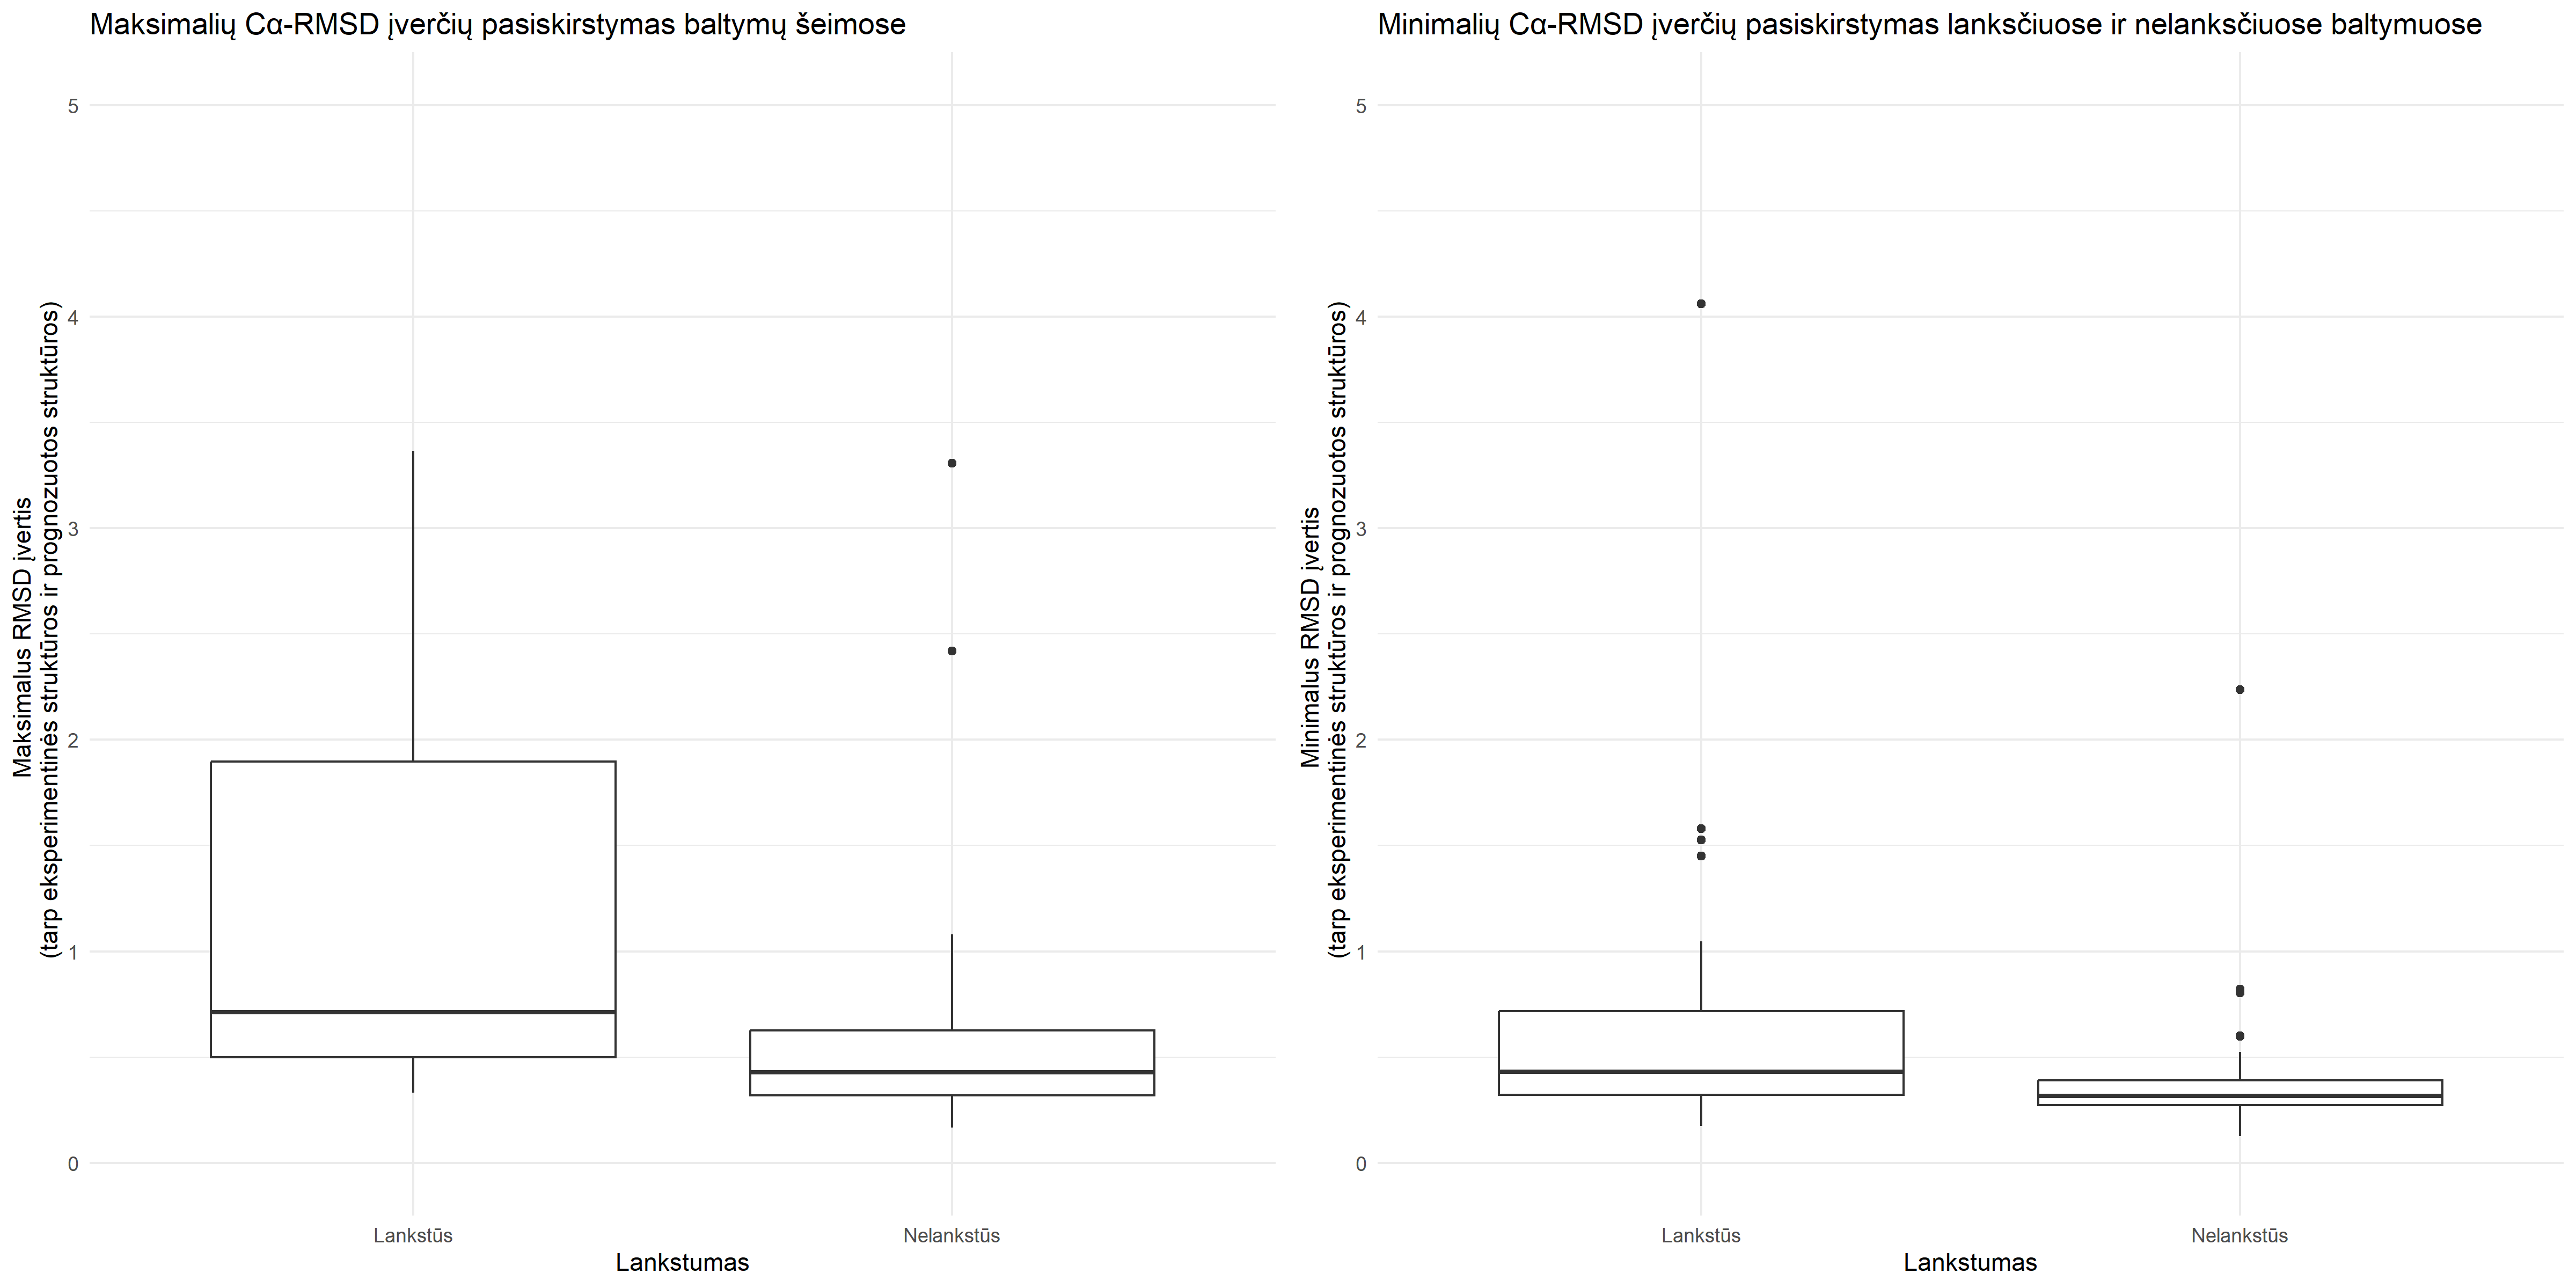 Maksimalių Cα-RMSD įverčių pasiskirstymas baltymų šeimose
Maksimalus RMSD įvertis
(tarp eksperimentinės struktūros ir prognozuotos struktūros)
5
4
3
2
1
0
Lankstūs
Nelankstūs
Lankstumas
Minimalių Cα-RMSD įverčių pasiskirstymas lanksčiuose ir nelanksčiuose baltymuose
Minimalus RMSD įvertis
(tarp eksperimentinės struktūros ir prognozuotos struktūros)
5
4
3
2
1
0
Lankstūs
Nelankstūs
Lankstumas